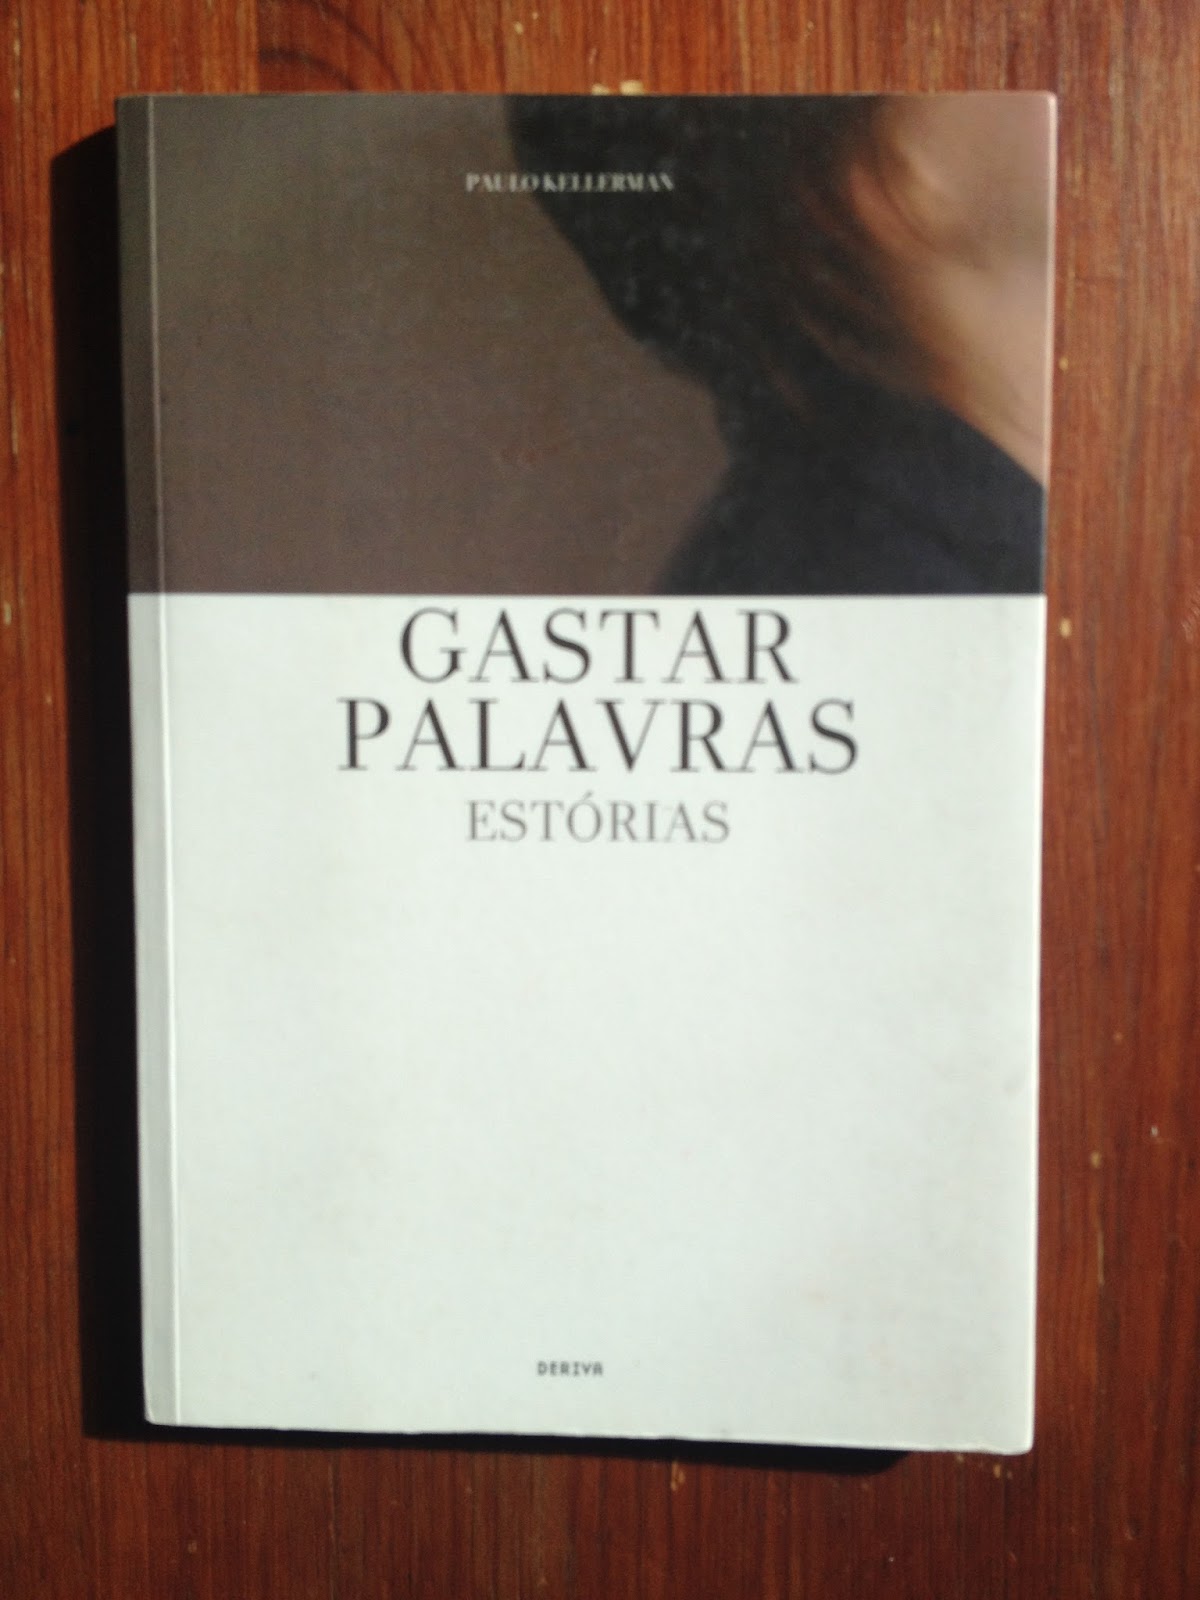 PAULO KELLERMAN
GASTAR
PALAVRAS
ESTÓRIAS
DERIVA